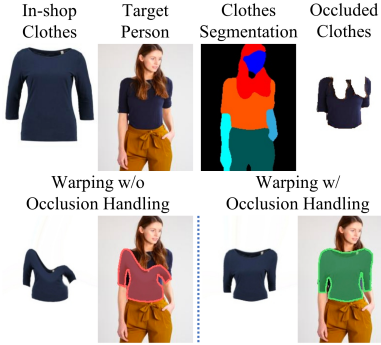 In-shop
Clothes
Target
Person
Clothes
Segmentation
Occluded
Clothes
Warping w/o
Occlusion Handling
Warping w/
Occlusion Handling